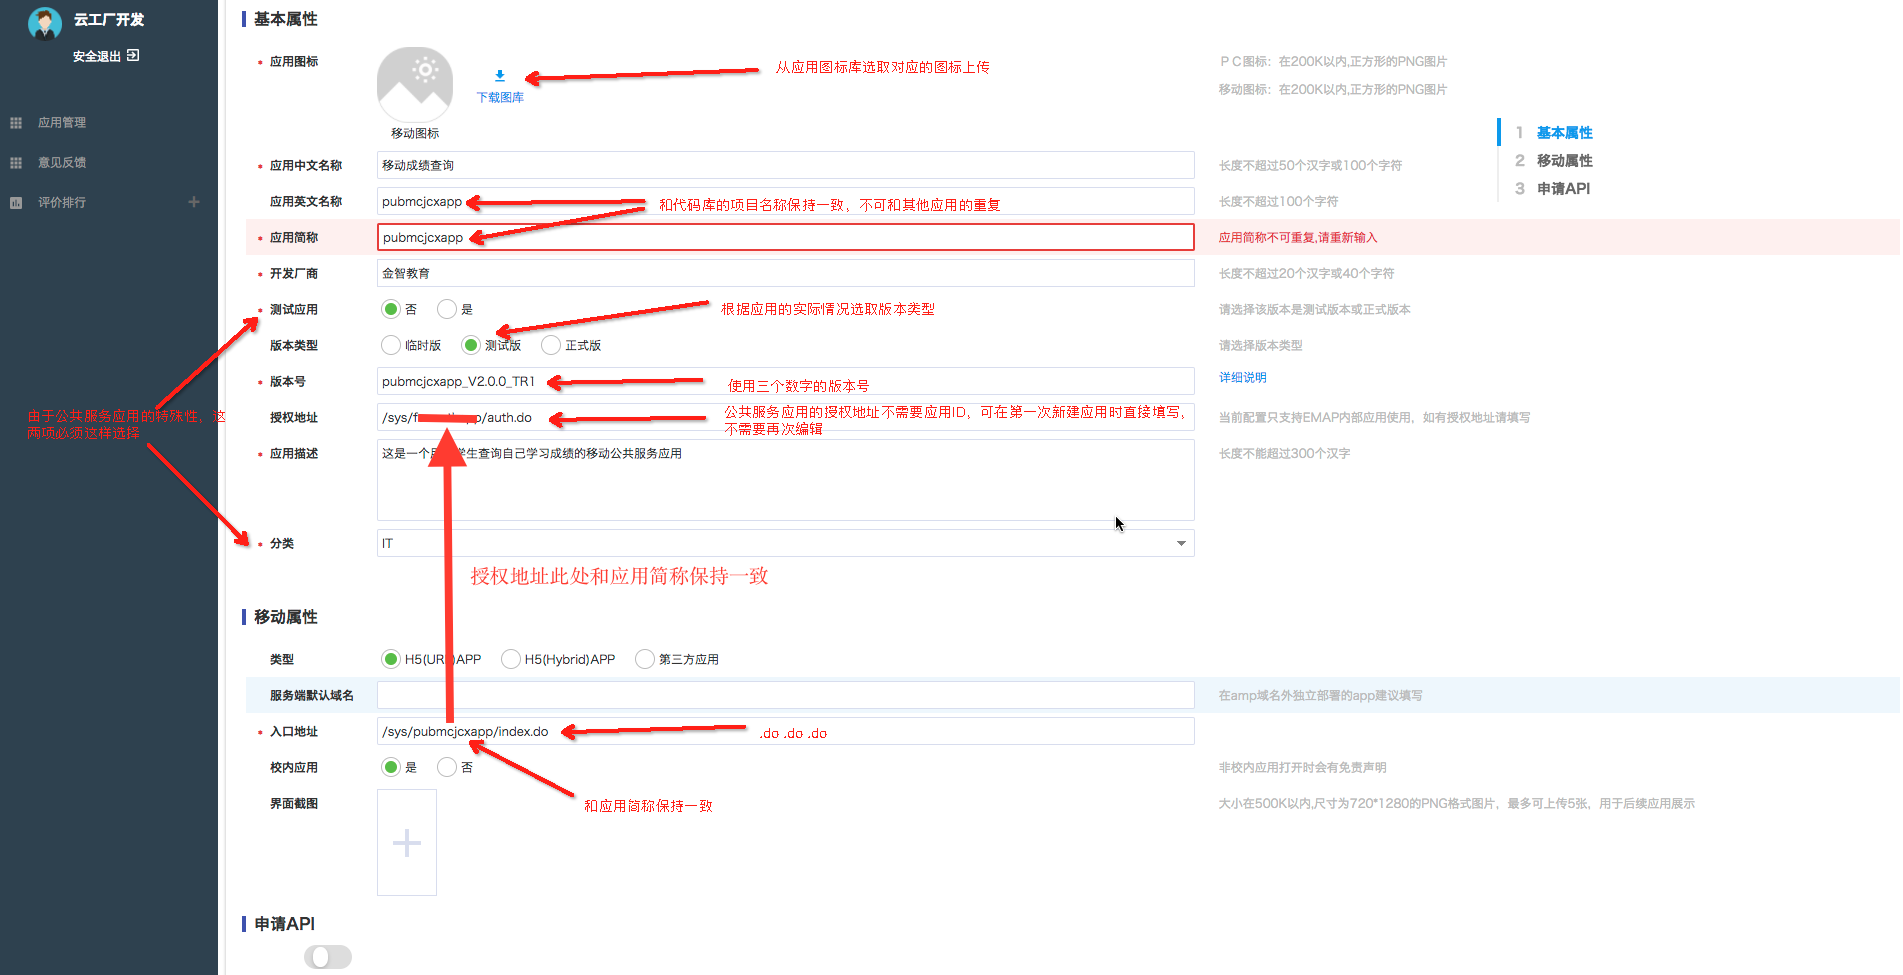 云工厂开发
安全退出
应用管理
意见反馈
评价排行
基本属性
应用图标
下载图库
移动图标
从应用图标库选取对应的图标上传
PC图标：在200K以内,正方形的PNG图片
移动图标：在200K以内,正方形的PNG图片
1 基本属性
2 移动属性
3 申请API
应用中文名称 移动成绩查询 长度不超过50个汉字或100个字符
应用英文名称 pubmcjcxapp 长度不超过100个字符
和代码库的项目名称保持一致，不可和其他应用的重复
应用简称 pubmcjcxapp 应用简称不可重复,请重新输入
开发厂商 金智教育 长度不超过20个汉字或40个字符
测试应用 否 是 请选择该版本是测试版本或正式版本
根据应用的实际情况选取版本类型
版本类型 临时版 测试版 正式版 请选择版本类型
版本号 pubmcjcxapp_V2.0.0_TR1 详细说明
使用三个数字的版本号
授权地址 /sys/f p/auth.do 当前配置只支持EMAP内部应用使用，如有授权地址请填写
公共服务应用的授权地址不需要应用ID，可在第一次新建应用时直接填写，
不需要再次编辑
由于公共服务应用的特殊性，这
两项必须这样选择
应用描述 这是一个 学生查询自己学习成绩的移动公共服务应用 长度不能超过300个汉字
分类 IT
授权地址此处和应用简称保持一致
移动属性
类型 H5(UR )APP H5(Hybrid)APP 第三方应用
服务端默认域名 在amp域名外独立部署的app建议填写
入口地址 /sys/pubmcjcxapp/index.do
.do .do .do
校内应用 是 否 非校内应用打开时会有免责声明
和应用简称保持一致
界面截图 大小在500K以内,尺寸为720*1280的PNG格式图片，最多可上传5张，用于后续应用展示
申请API